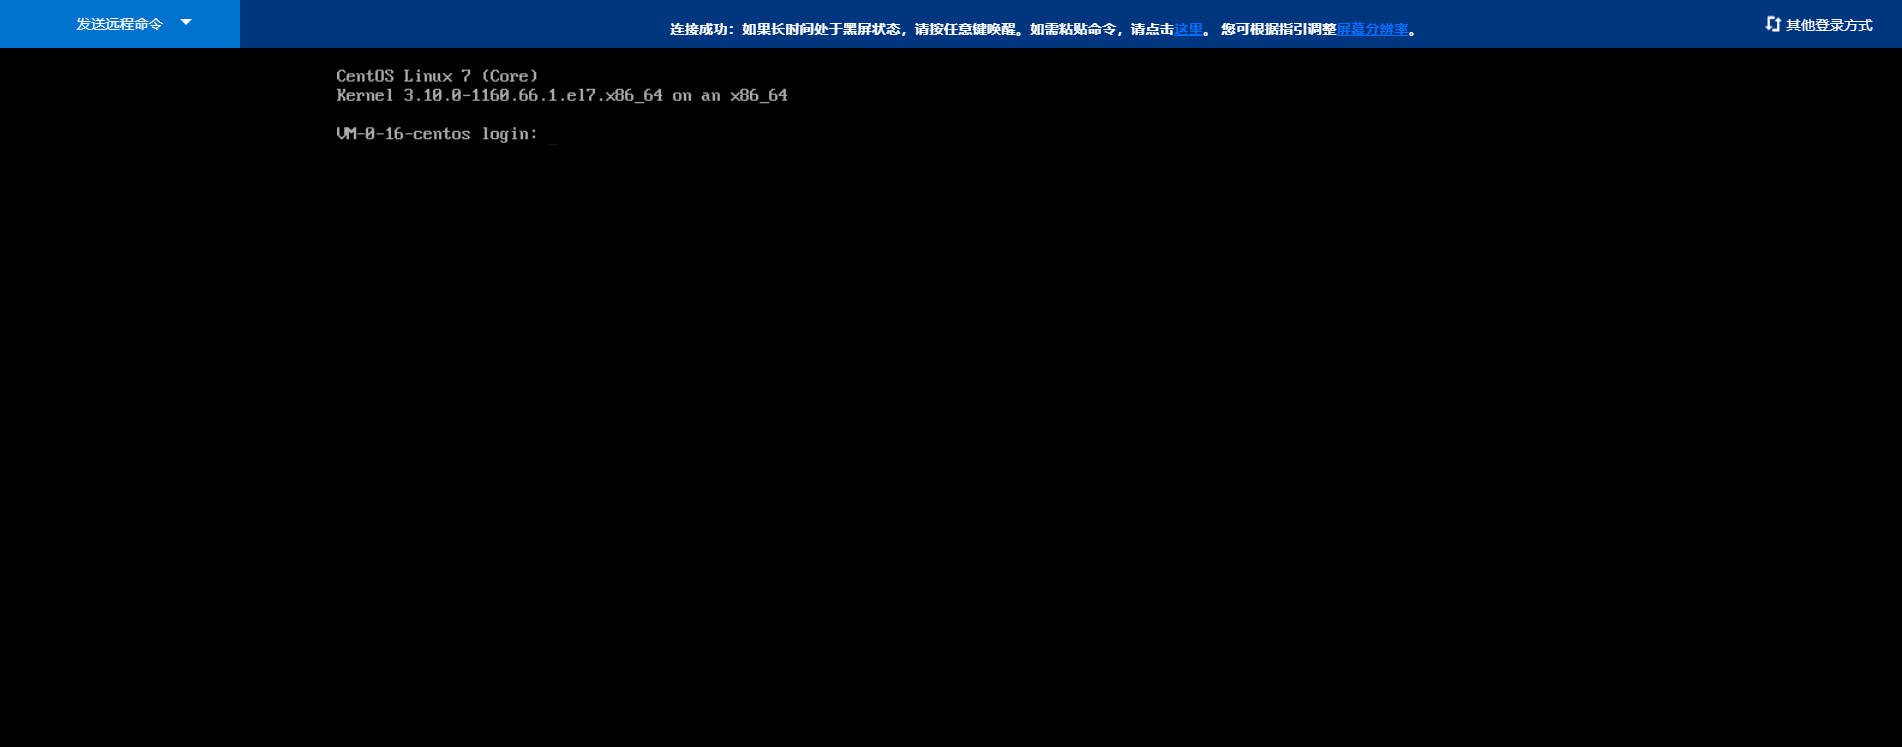 发送远程命令
连接成功：如果长时间处于黑屏状态，请按任意键唤醒。如需粘贴命令，请点击这里。 您可根据指引调整屏幕分辨率。
其他登录方式
CentOS Linux 7 (Core)
Kernel 3.10.0-1160.66.1.el7.x86_64 on an x86_64
VM-0-16-centos login: _